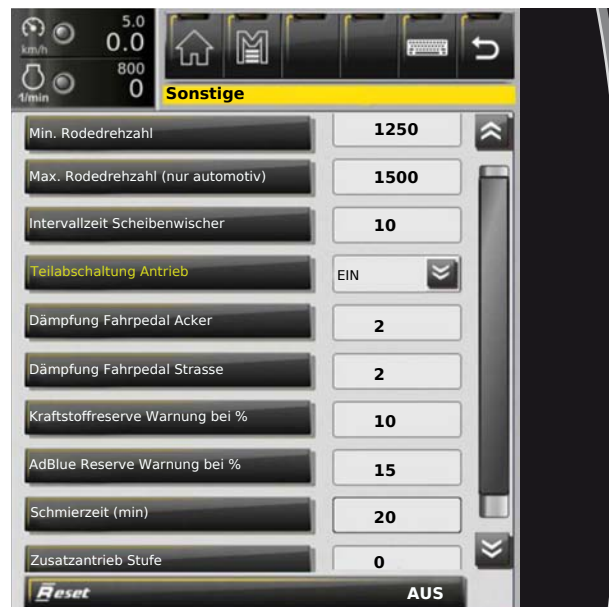 5.0
km/h 0.0
800
1/min 0
Sonstige
Min. Rodedrehzahl 1250
Max. Rodedrehzahl (nur automotiv) 1500
Intervallzeit Scheibenwischer 10
Teilabschaltung Antrieb EIN
Dämpfung Fahrpedal Acker 2
Dämpfung Fahrpedal Strasse 2
Kraftstoffreserve Warnung bei % 10
AdBlue Reserve Warnung bei % 15
Schmierzeit (min) 20
Zusatzantrieb Stufe 0
Reset AUS